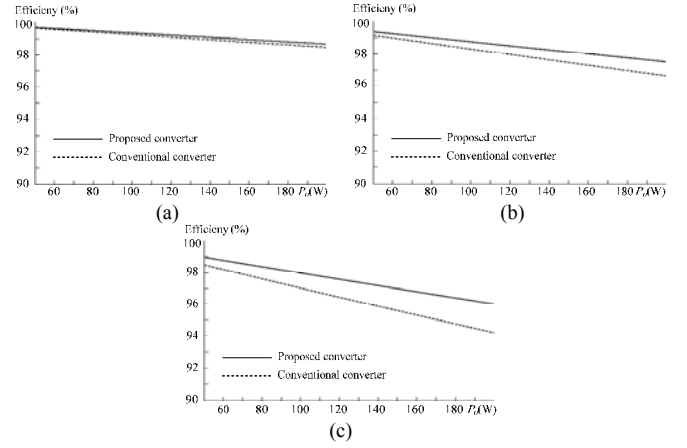 Efficieny (%)
100
98
96
94
92
90
Proposed converter
Conventional converter
60 80 100 120 140 160 180 Po(W)
(a)
Efficieny (%)
100
98
96
94
92
90
Proposed converter
Conventional converter
60 80 100 120 140 160 180 Po(W)
(b)
Efficieny (%)
100
98
96
94
92
90
Proposed converter
Conventional converter
60 80 100 120 140 160 180 Po(W)
(c)